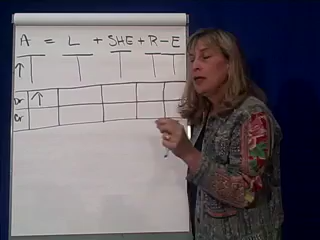 A = L + SHE + R - E
Dr
Cr